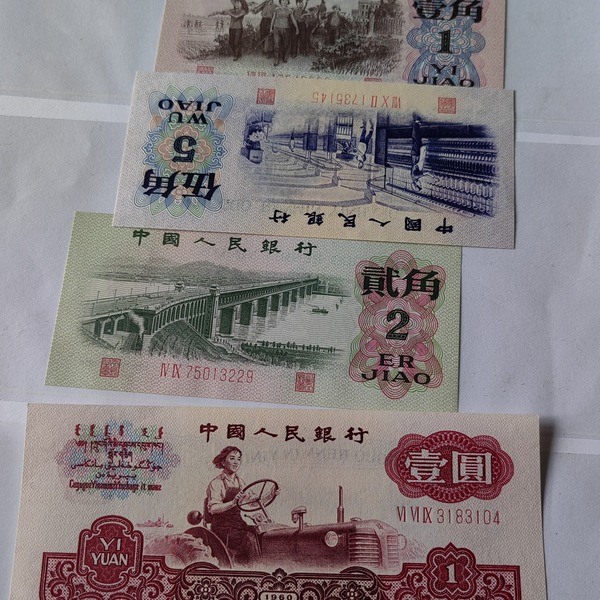 壹角
1
YI
JIAO
VIII X II 1735145
WU
JIAO
5
伍角
中國人民銀行
中國人民銀行
貳角
2
ER
JIAO
IV IX 75013229
中國人民銀行
壹圓
VI VII IX 3183104
YI
YUAN
1960
1